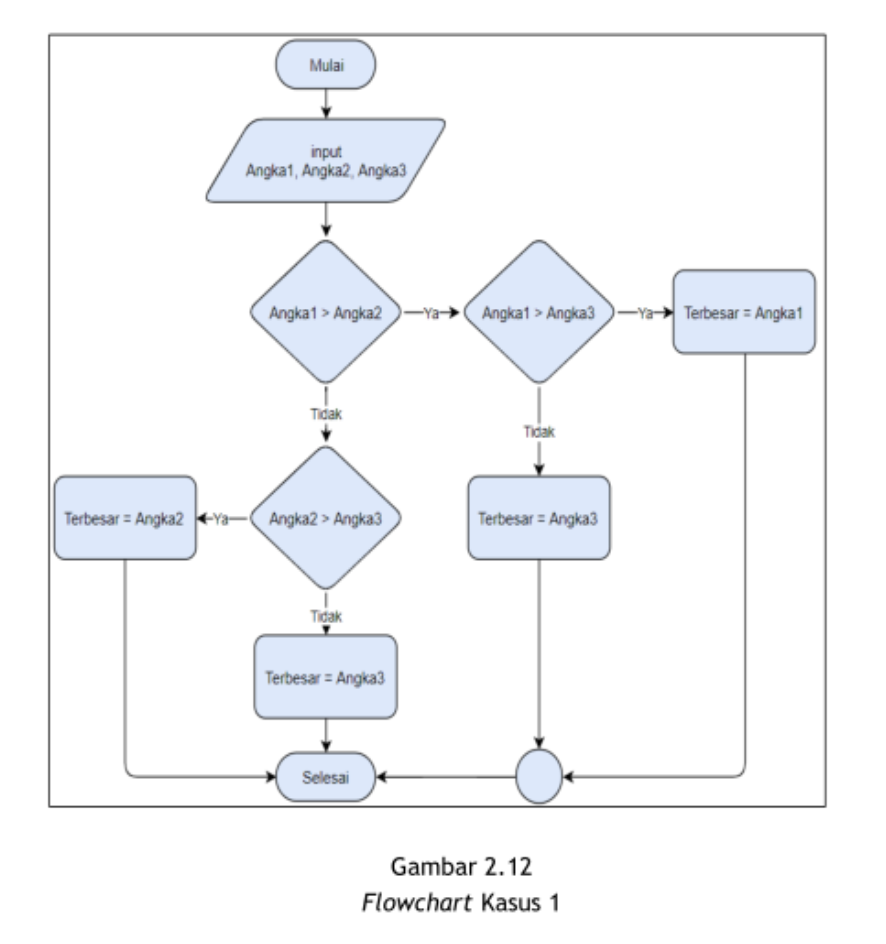 Mulai
input
Angka1, Angka2, Angka3
Angka1 > Angka2
Ya
Angka1 > Angka3
Ya
Terbesar = Angka1
Tidak
Tidak
Terbesar = Angka2
Ya
Angka2 > Angka3
Terbesar = Angka3
Tidak
Terbesar = Angka3
Selesai
Gambar 2.12
Flowchart Kasus 1